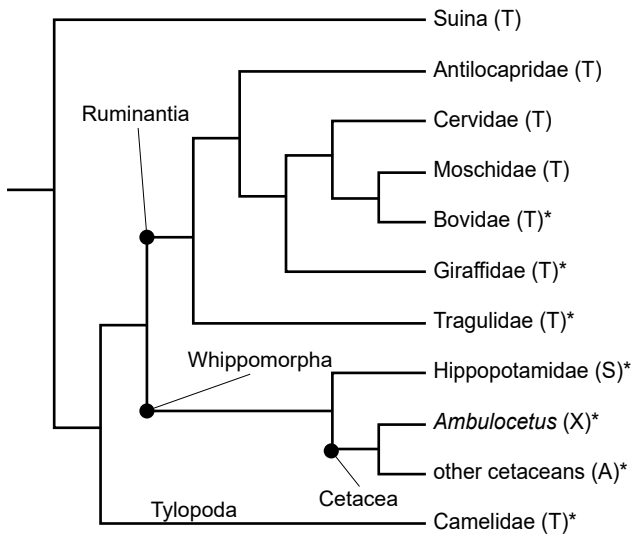 Suina (T)
Antilocapridae (T)
Ruminantia
Cervidae (T)
Moschidae (T)
Bovidae (T)*
Giraffidae (T)*
Tragulidae (T)*
Whippomorpha
Hippopotamidae (S)*
Ambulocetus (X)*
other cetaceans (A)*
Cetacea
Tylopoda
Camelidae (T)*